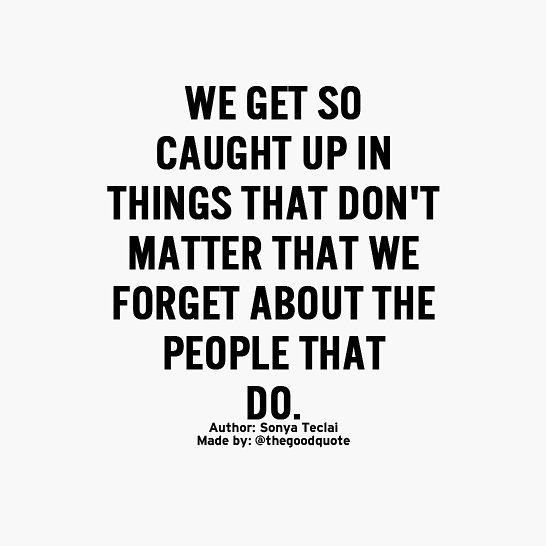 WE GET SO
CAUGHT UP IN
THINGS THAT DON'T
MATTER THAT WE
FORGET ABOUT THE
PEOPLE THAT
DO.
Author: Sonya Teclai
Made by: @thegoodquote